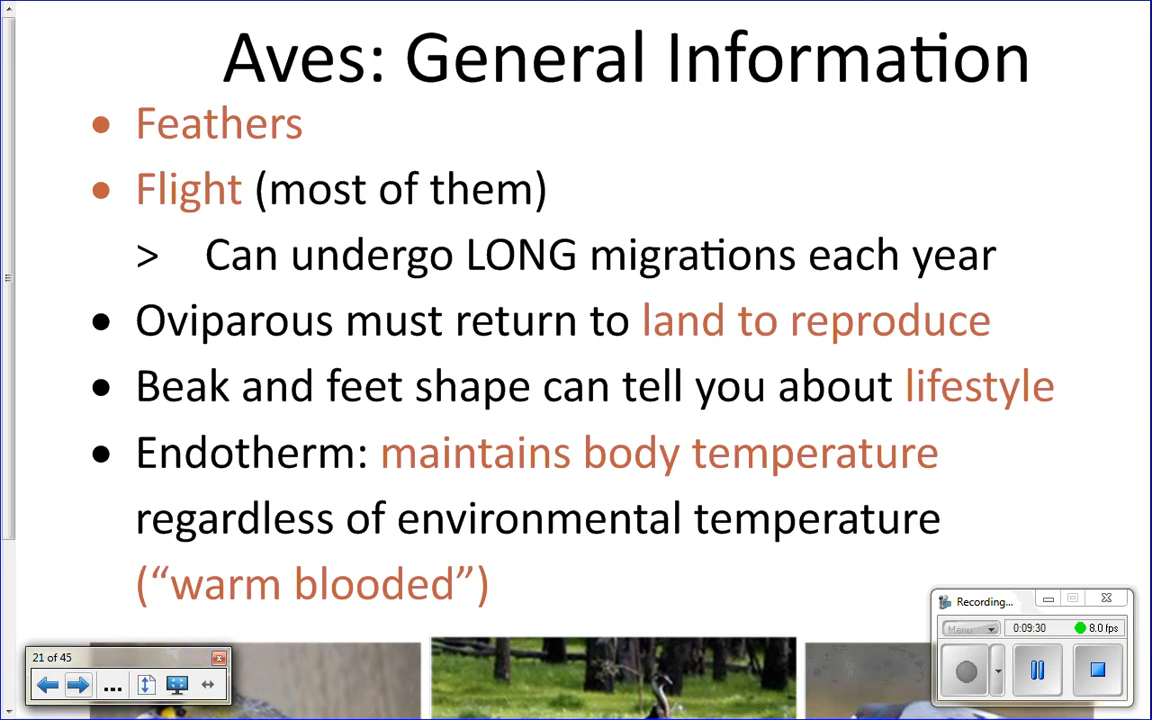 Aves: General Information
• Feathers
• Flight (most of them)
> Can undergo LONG migrations each year
• Oviparous must return to land to reproduce
• Beak and feet shape can tell you about lifestyle
• Endotherm: maintains body temperature
regardless of environmental temperature
(“warm blooded”)
Recording...
Menu
0:09:30
8.0 fps
21 of 45
...